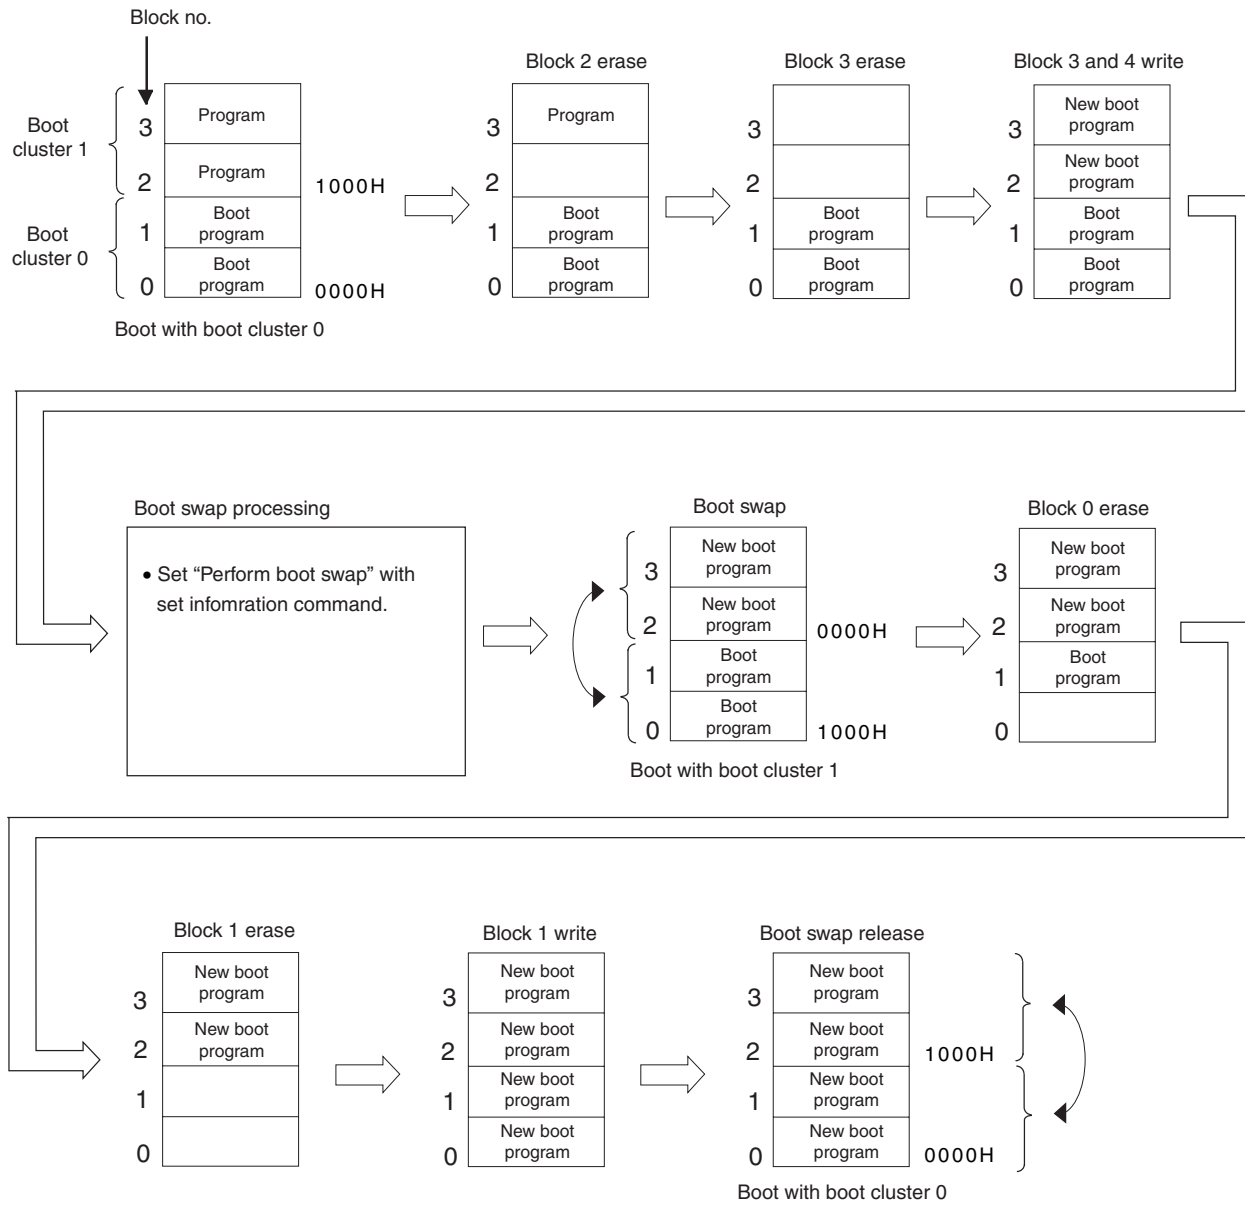 Block no.
Block 2 erase
Block 3 erase
Block 3 and 4 write
Boot
cluster 1
3
Program
2
Program
1000H
Boot
cluster 0
1
Boot
program
0
Boot
program
0000H
Boot with boot cluster 0
3
Program
2
1
Boot
program
0
Boot
program
3
2
1
Boot
program
0
Boot
program
3
New boot
program
2
New boot
program
1
Boot
program
0
Boot
program
Boot swap processing
• Set “Perform boot swap” with
set infomration command.
Boot swap
3
New boot
program
2
New boot
program
0000H
1
Boot
program
0
Boot
program
1000H
Boot with boot cluster 1
Block 0 erase
3
New boot
program
2
New boot
program
1
Boot
program
0
Block 1 erase
3
New boot
program
2
New boot
program
1
0
Block 1 write
3
New boot
program
2
New boot
program
1
New boot
program
0
New boot
program
Boot swap release
3
New boot
program
2
New boot
program
1000H
1
New boot
program
0
New boot
program
0000H
Boot with boot cluster 0